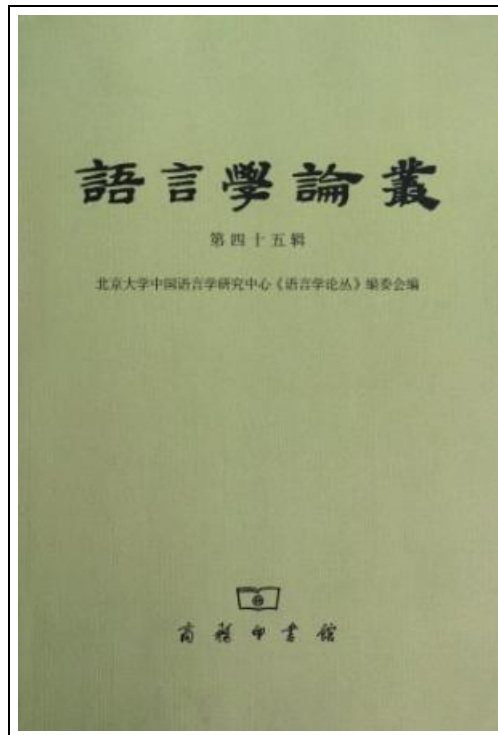 語言學論叢
第四十五辑
北京大学中国语言学研究中心《语言学论丛》编委会编
商務印書館